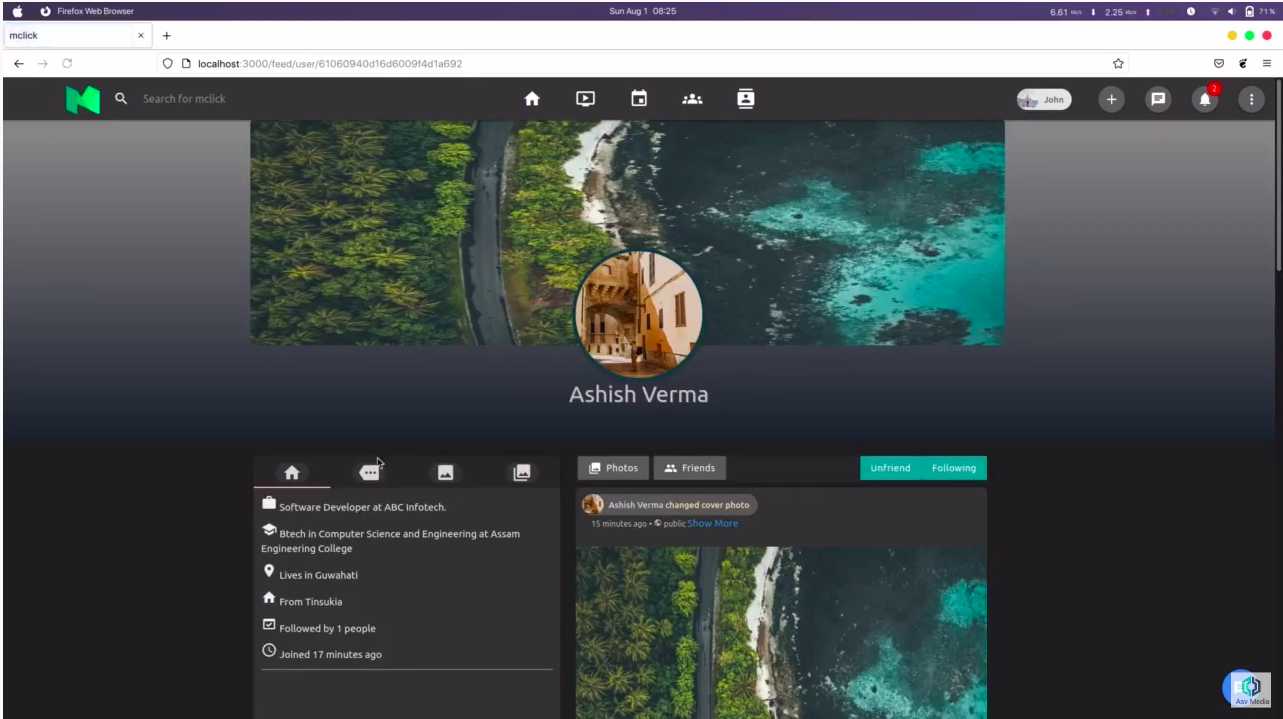 Firefox Web Browser
Sun Aug 1 08:25
6.61 Kb/s ⬇ 2.25 Kb/s ⬆
71%
mclick
localhost:3000/feed/user/61060940d16d6009f4d1a692
Search for mclick
John
2
Ashish Verma
Photos
Friends
Unfriend
Following
Software Developer at ABC Infotech.
Btech in Computer Science and Engineering at Assam
Engineering College
Lives in Guwahati
From Tinsukia
Followed by 1 people
Joined 17 minutes ago
Ashish Verma changed cover photo
15 minutes ago • public Show More
Asv Media